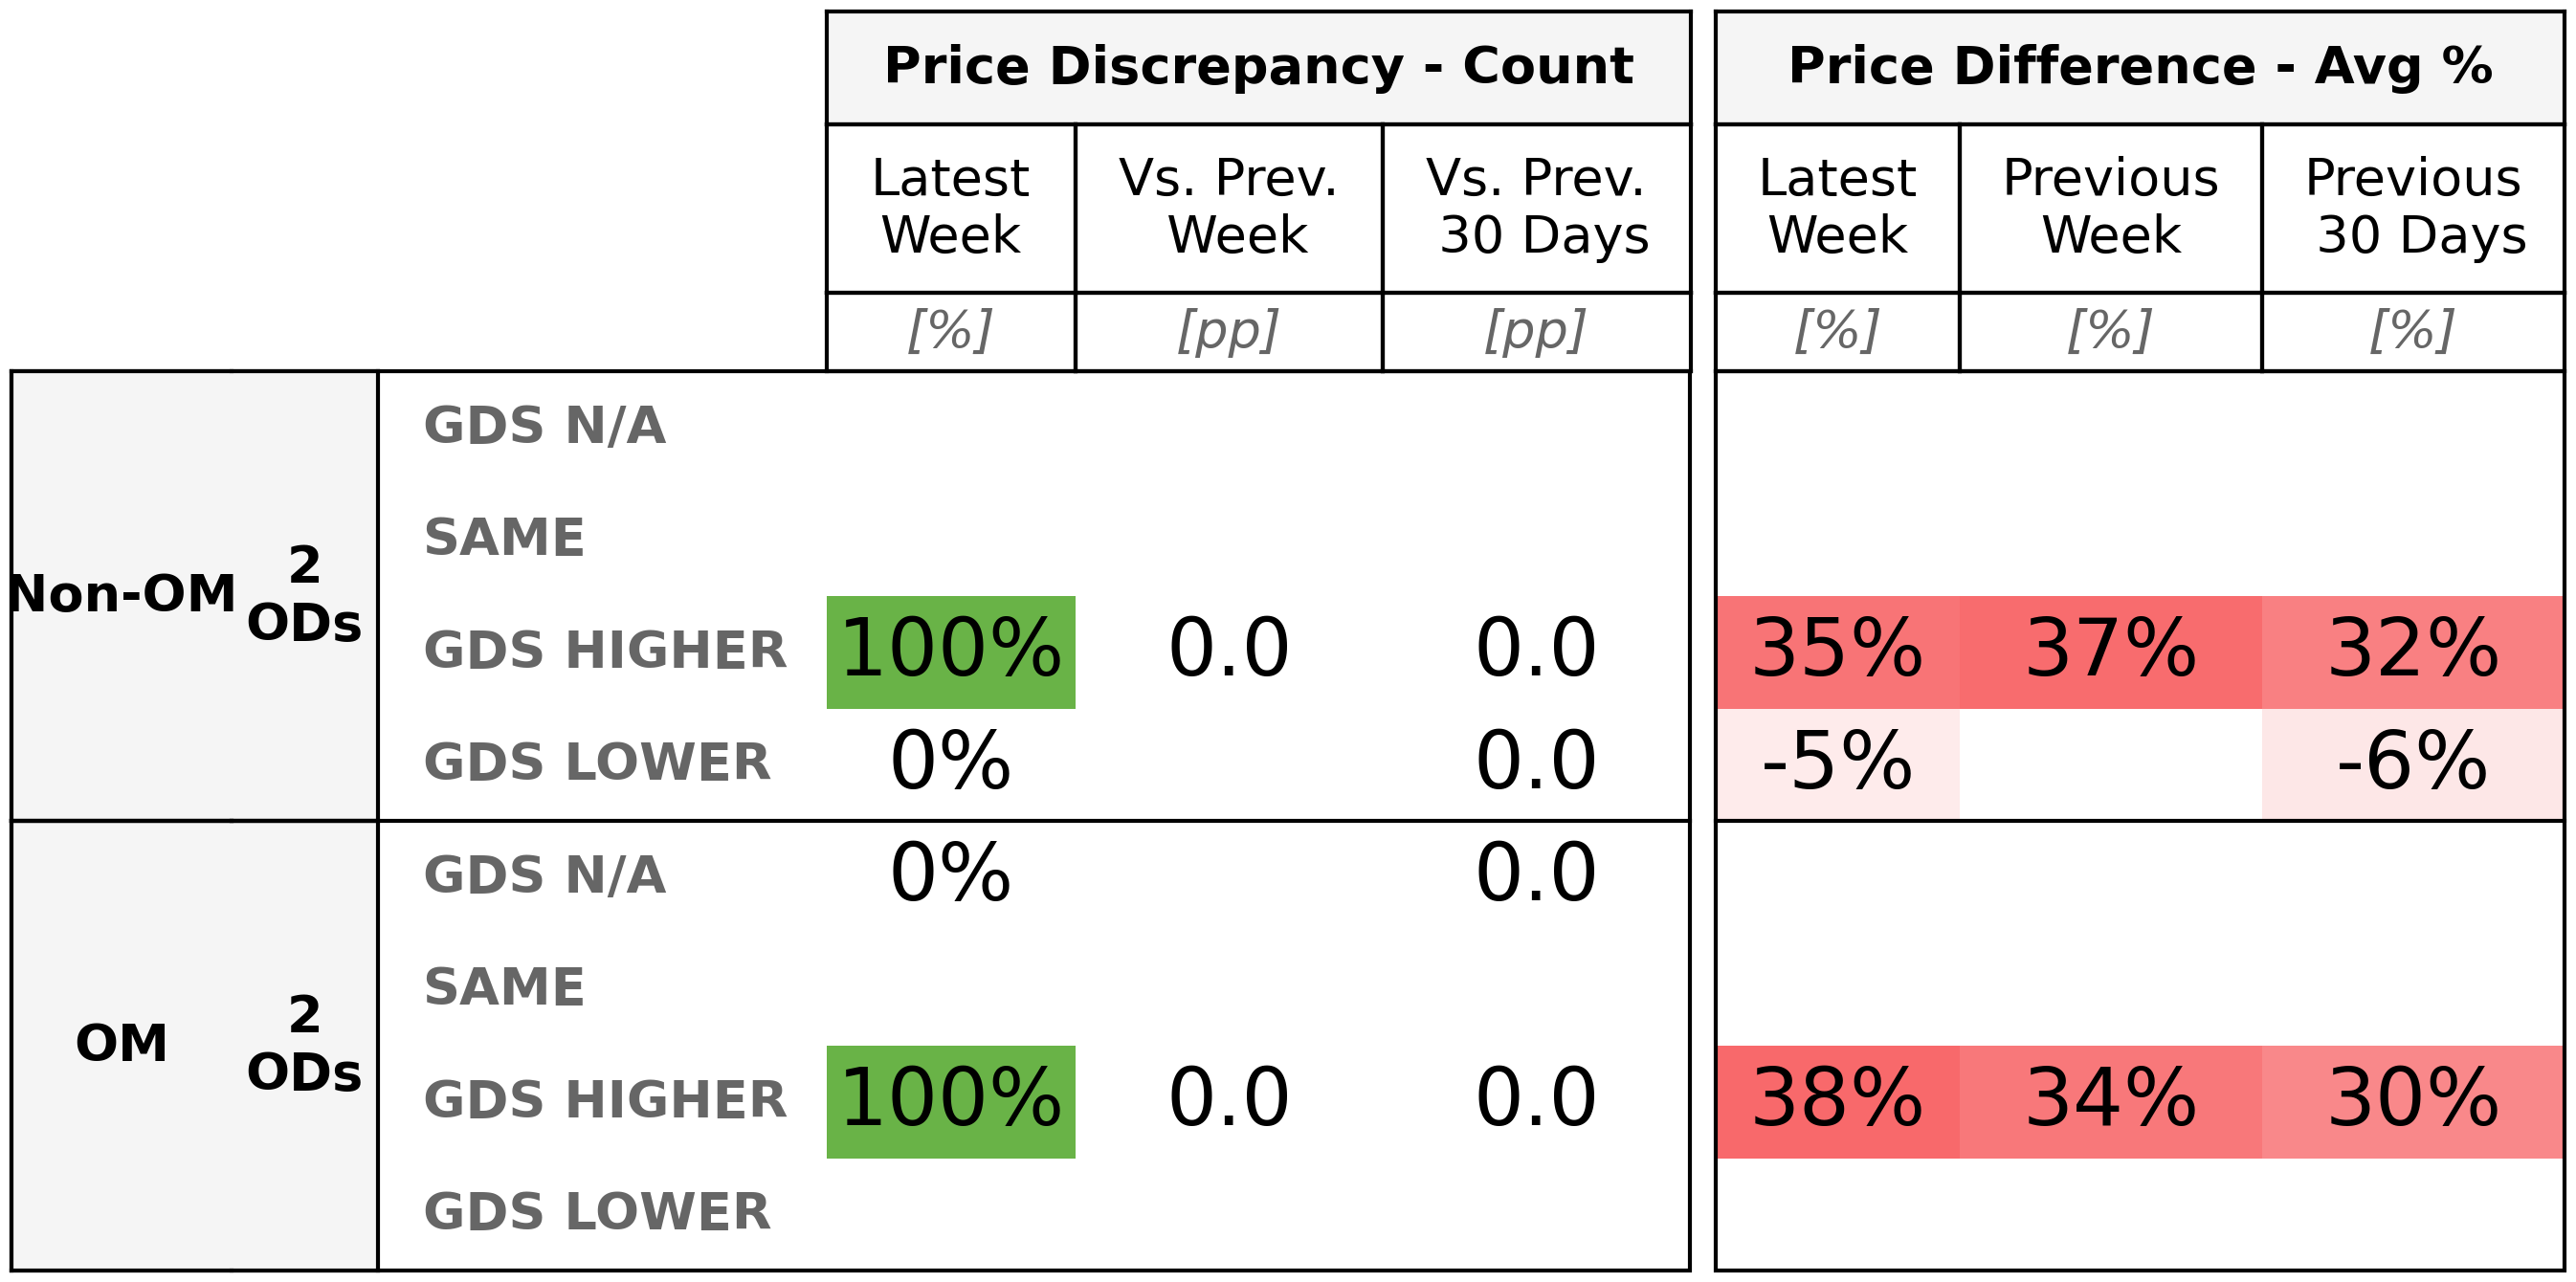 Price Discrepancy - Count Price Difference - Avg %
Latest Week Vs. Prev. Week Vs. Prev. 30 Days Latest Week Previous Week Previous 30 Days
[%] [pp] [pp] [%] [%] [%]
Non-OM 2 ODs
GDS N/A
SAME
GDS HIGHER 100% 0.0 0.0 35% 37% 32%
GDS LOWER 0% 0.0 -5% -6%
OM 2 ODs
GDS N/A 0% 0.0
SAME
GDS HIGHER 100% 0.0 0.0 38% 34% 30%
GDS LOWER